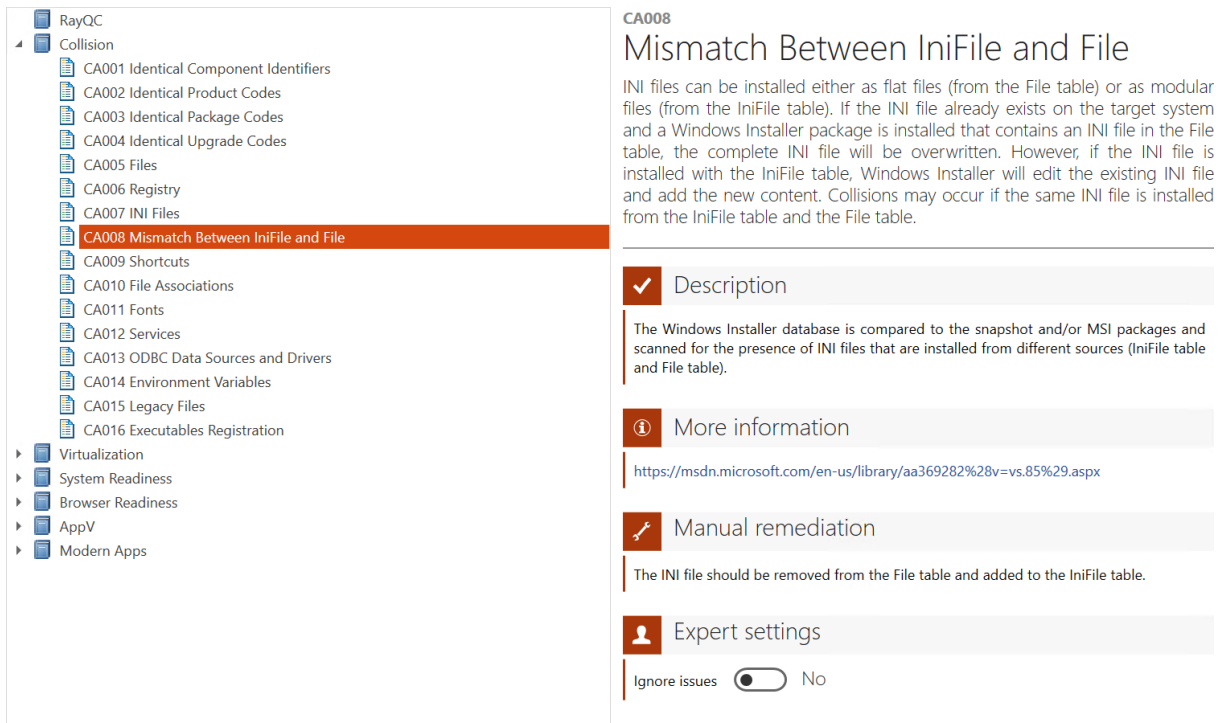 RayQC
Collision
CA001 Identical Component Identifiers
CA002 Identical Product Codes
CA003 Identical Package Codes
CA004 Identical Upgrade Codes
CA005 Files
CA006 Registry
CA007 INI Files
CA008 Mismatch Between IniFile and File
CA009 Shortcuts
CA010 File Associations
CA011 Fonts
CA012 Services
CA013 ODBC Data Sources and Drivers
CA014 Environment Variables
CA015 Legacy Files
CA016 Executables Registration
Virtualization
System Readiness
Browser Readiness
AppV
Modern Apps
CA008
Mismatch Between IniFile and File
INI files can be installed either as flat files (from the File table) or as modular
files (from the IniFile table). If the INI file already exists on the target system
and a Windows Installer package is installed that contains an INI file in the File
table, the complete INI file will be overwritten. However, if the INI file is
installed with the IniFile table, Windows Installer will edit the existing INI file
and add the new content. Collisions may occur if the same INI file is installed
from the IniFile table and the File table.
Description
The Windows Installer database is compared to the snapshot and/or MSI packages and
scanned for the presence of INI files that are installed from different sources (IniFile table
and File table).
More information
https://msdn.microsoft.com/en-us/library/aa369282%28v=vs.85%29.aspx
Manual remediation
The INI file should be removed from the File table and added to the IniFile table.
Expert settings
Ignore issues No